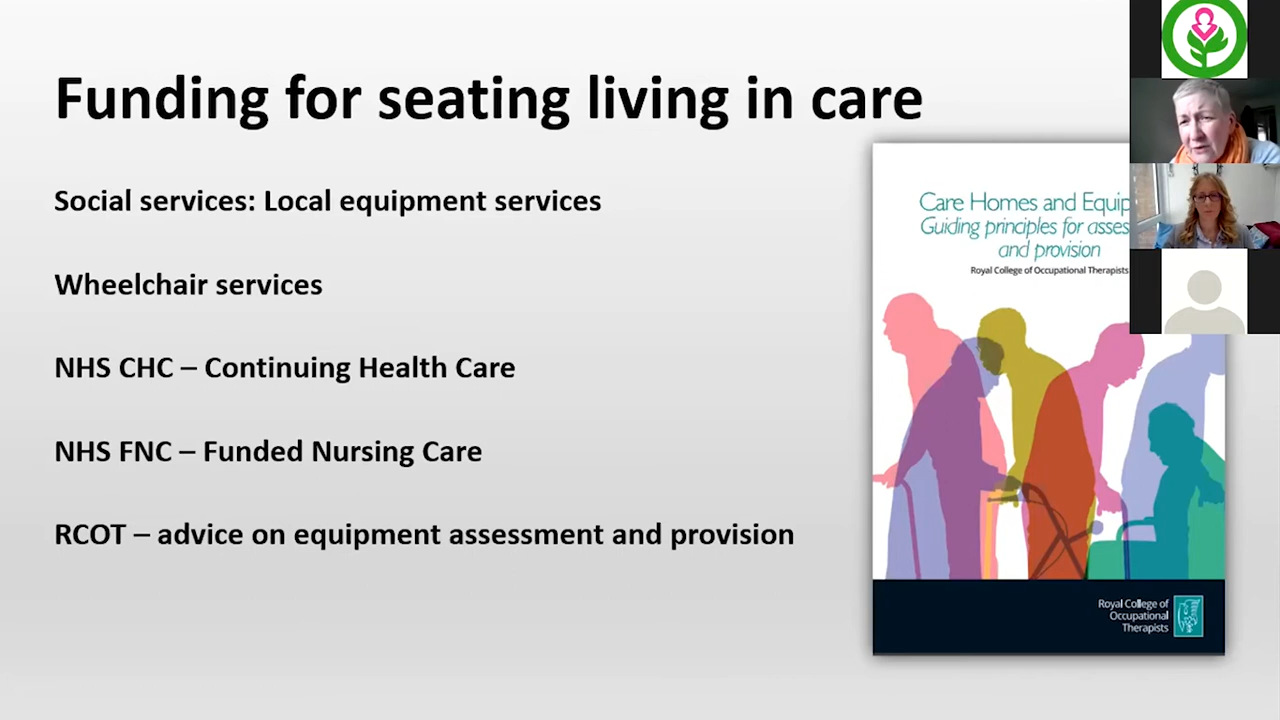 Funding for seating living in care
Social services: Local equipment services
Wheelchair services
NHS CHC – Continuing Health Care
NHS FNC – Funded Nursing Care
RCOT – advice on equipment assessment and provision
Care Homes and
Guiding principles for
and provision
Royal College of Occupational Therapists
Royal College of
Occupational
Therapists